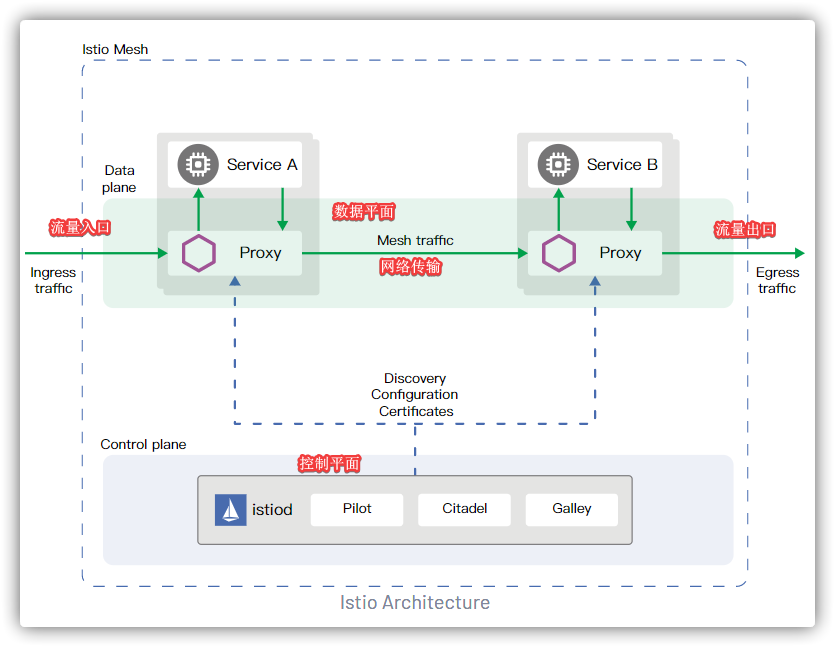 Istio Mesh
Service A
Service B
Data
plane
数据平面
流量入口
流量出口
Mesh traffic
Proxy
Proxy
网络传输
Ingress
traffic
Egress
traffic
Discovery
Configuration
Certificates
Control plane
控制平面
istiod
Pilot
Citadel
Galley
Istio Architecture